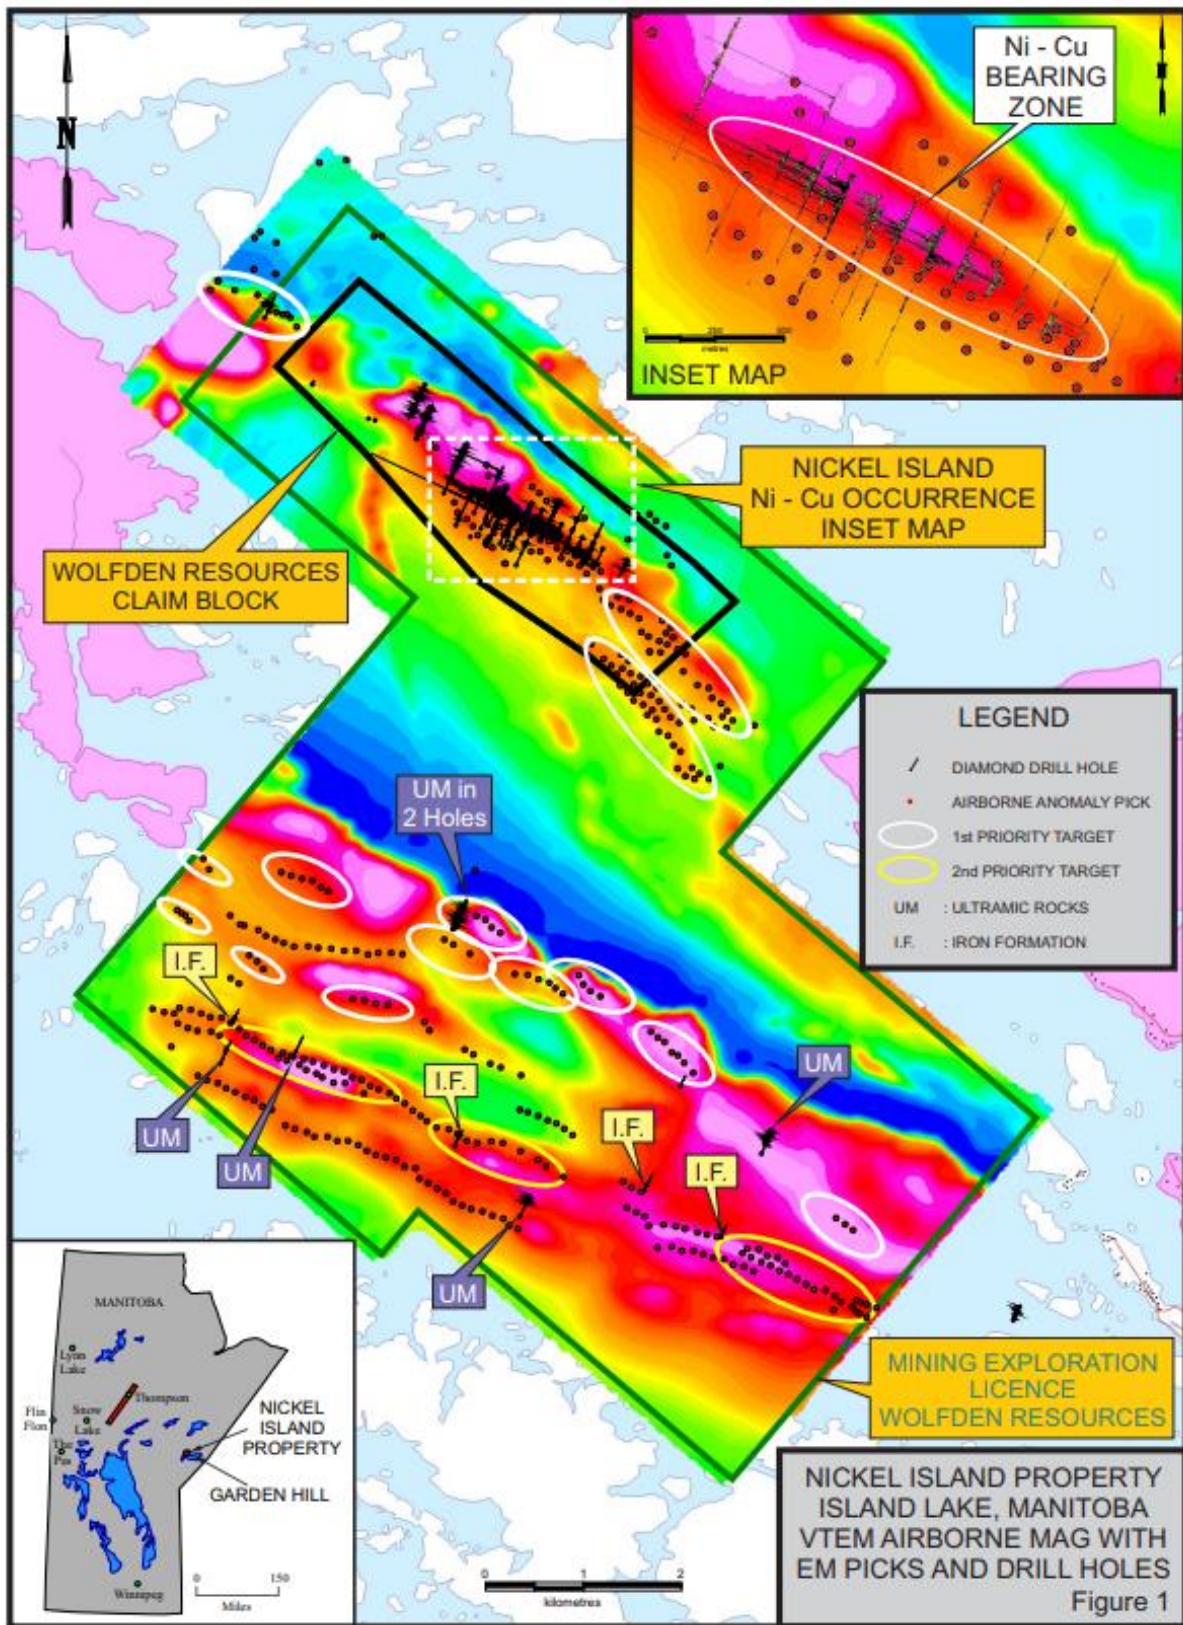 N
Ni - Cu
BEARING
ZONE
0 250 500
metres
INSET MAP
NICKEL ISLAND
Ni - Cu OCCURRENCE
INSET MAP
WOLFDEN RESOURCES
CLAIM BLOCK
LEGEND
DIAMOND DRILL HOLE
AIRBORNE ANOMALY PICK
1st PRIORITY TARGET
2nd PRIORITY TARGET
UM : ULTRAMIC ROCKS
I.F. : IRON FORMATION
UM in
2 Holes
I.F.
UM
I.F.
I.F.
UM
UM
I.F.
UM
MINING EXPLORATION
LICENCE
WOLFDEN RESOURCES
MANITOBA
Lynn
Lake
Thompson
Flin
Flon
Snow
Lake
The
Pas
NICKEL
ISLAND
PROPERTY
GARDEN HILL
Winnipeg
0 150
Miles
0 1 2
kilometres
NICKEL ISLAND PROPERTY
ISLAND LAKE, MANITOBA
VTEM AIRBORNE MAG WITH
EM PICKS AND DRILL HOLES
Figure 1